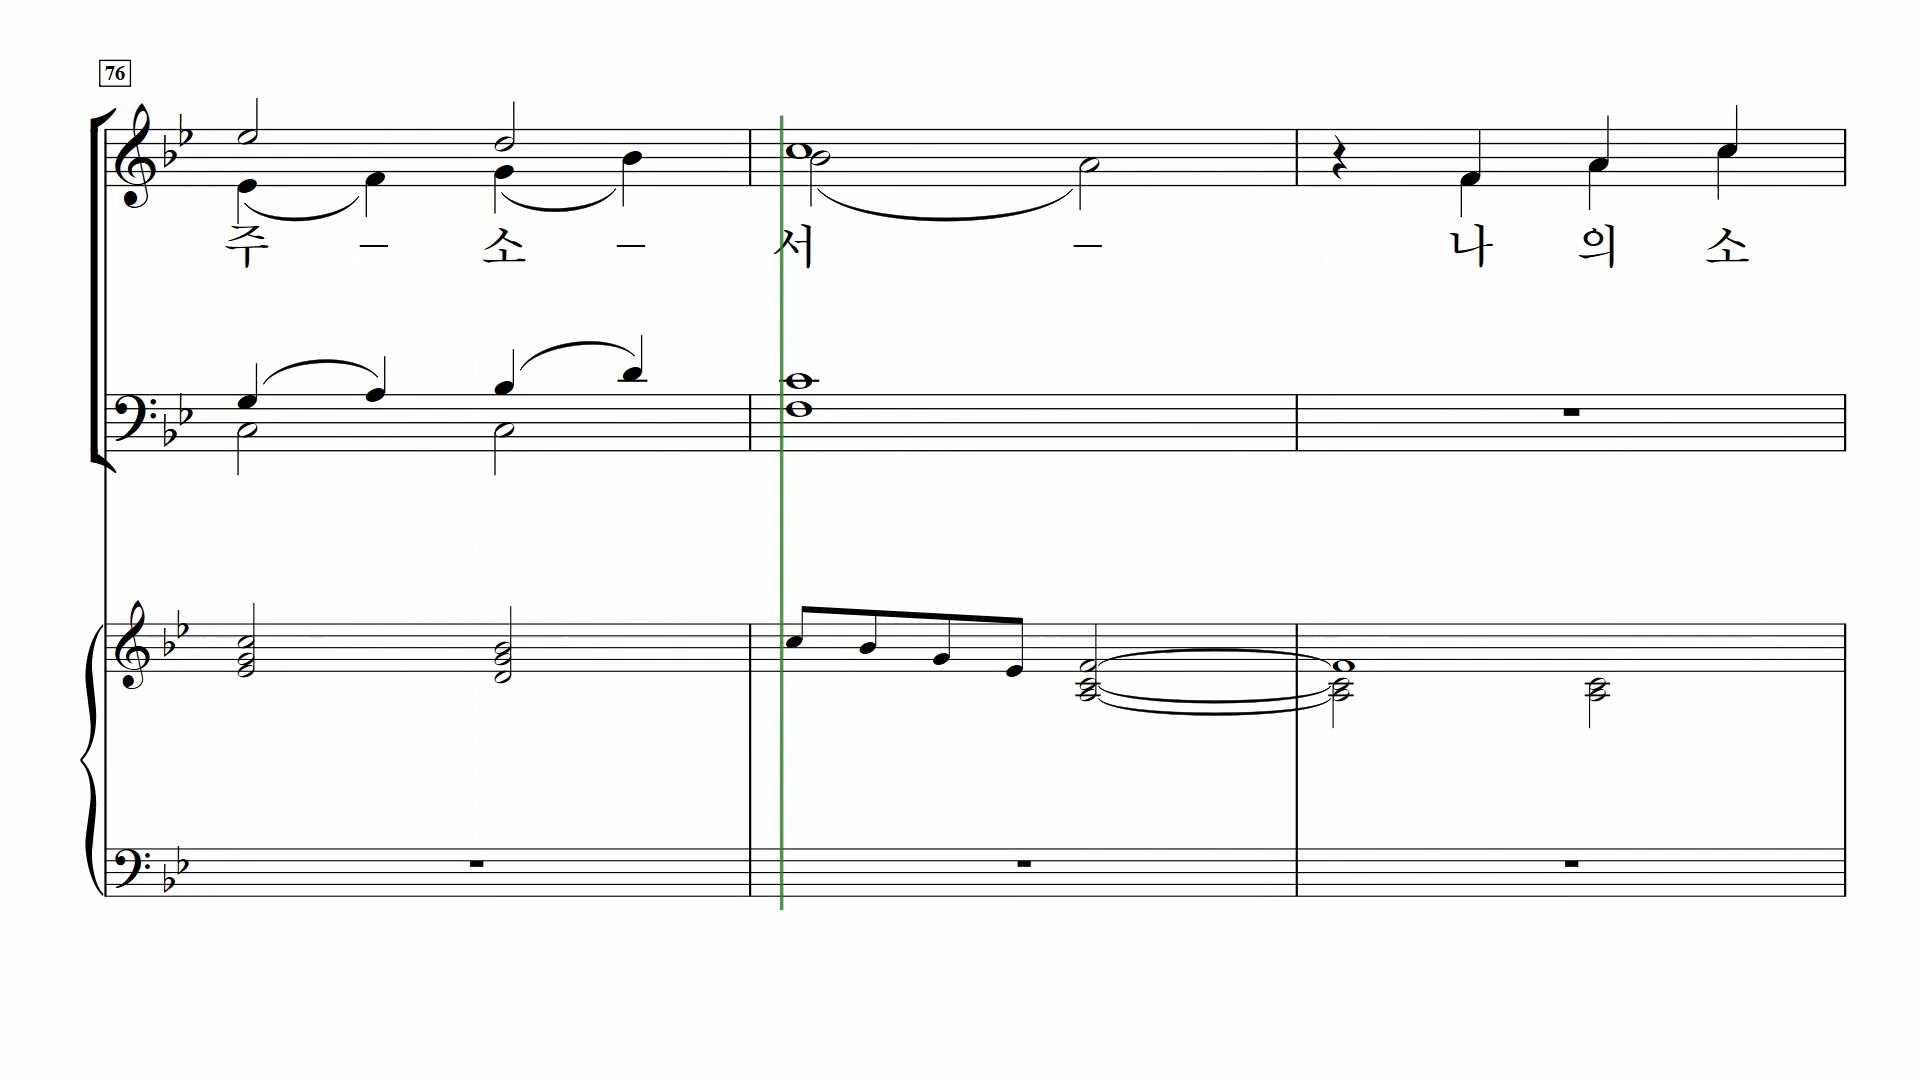 76
주 – 소 – 서 – 나 의 소